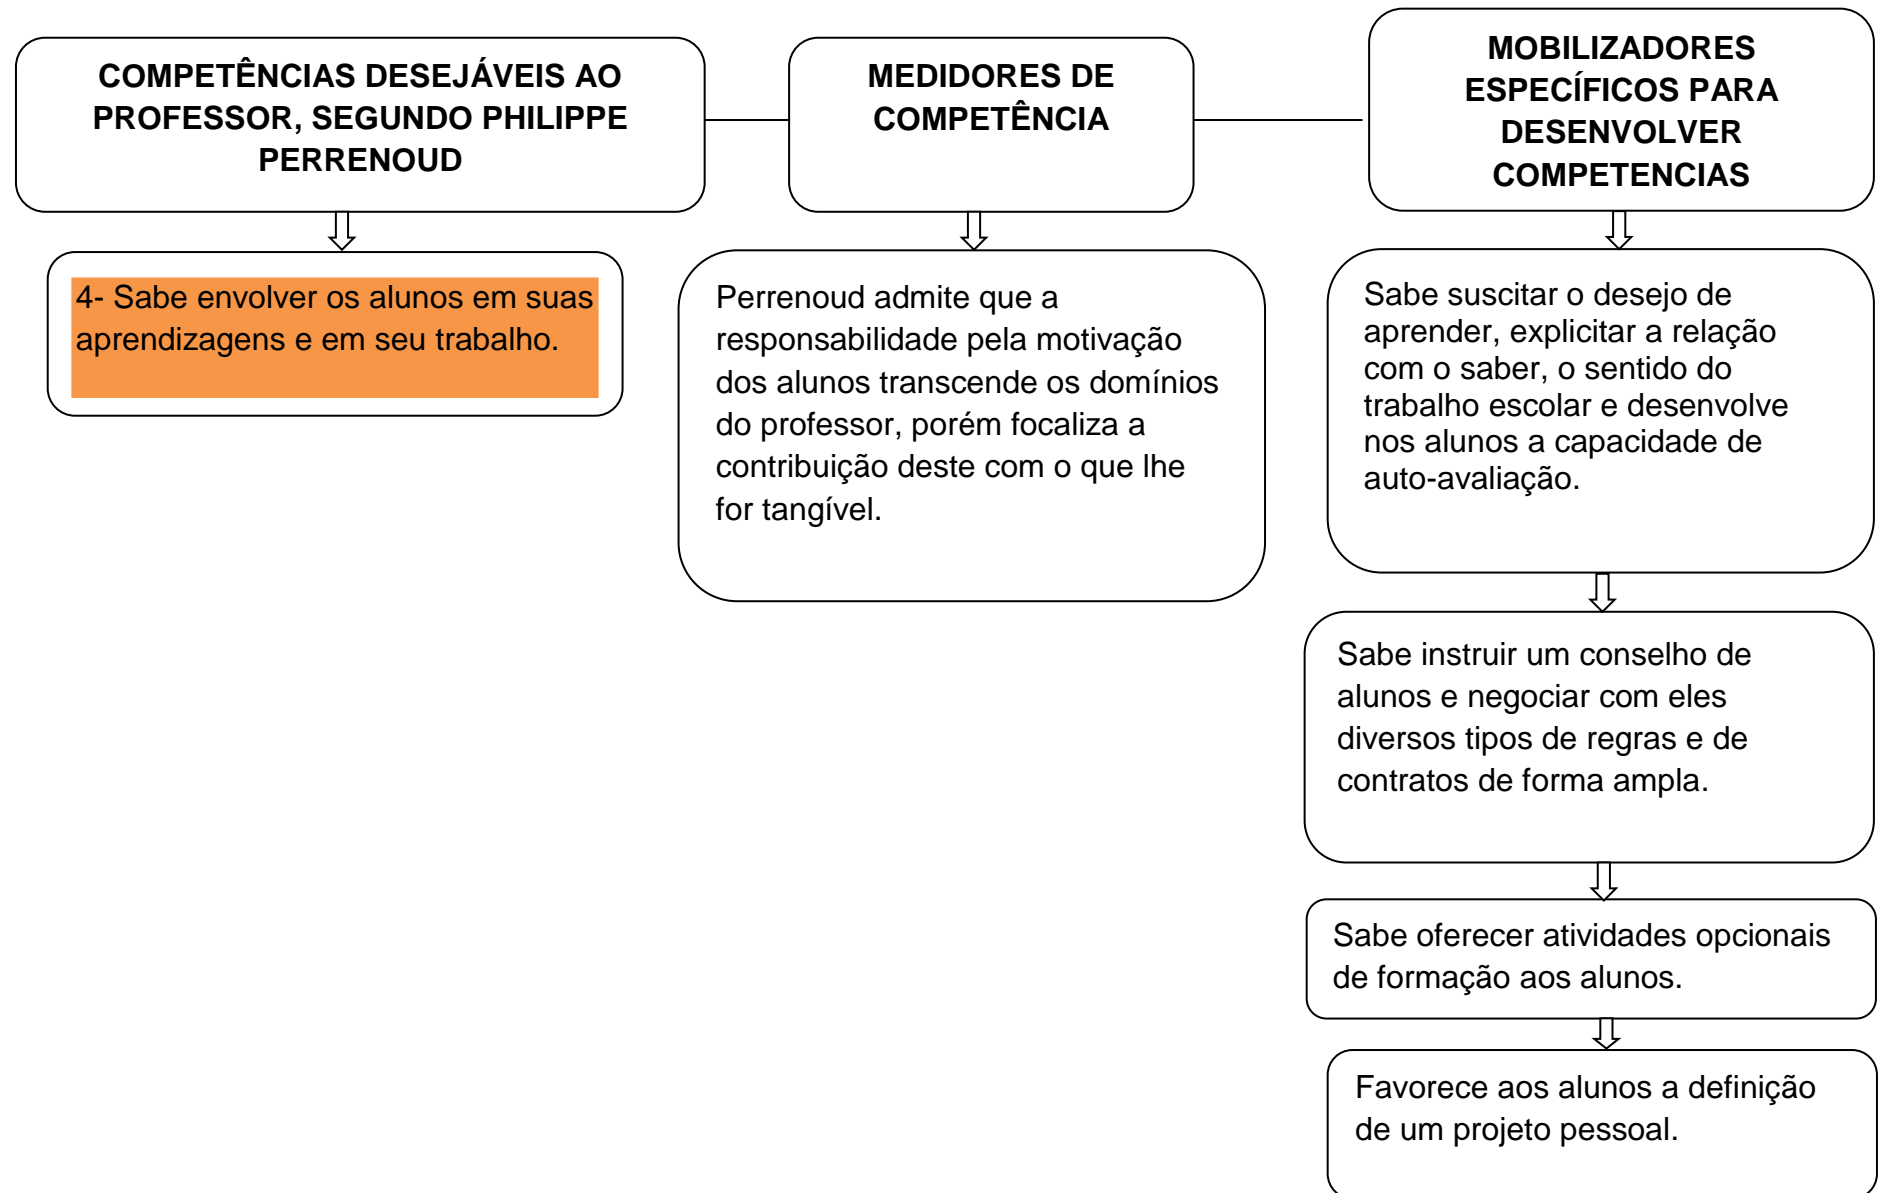 COMPETÊNCIAS DESEJÁVEIS AO
PROFESSOR, SEGUNDO PHILIPPE
PERRENOUD
MEDIDORES DE
COMPETÊNCIA
MOBILIZADORES
ESPECÍFICOS PARA
DESENVOLVER
COMPETENCIAS
4- Sabe envolver os alunos em suas
aprendizagens e em seu trabalho.
Perrenoud admite que a
responsabilidade pela motivação
dos alunos transcende os domínios
do professor, porém focaliza a
contribuição deste com o que lhe
for tangível.
Sabe suscitar o desejo de
aprender, explicitar a relação
com o saber, o sentido do
trabalho escolar e desenvolve
nos alunos a capacidade de
auto-avaliação.
Sabe instruir um conselho de
alunos e negociar com eles
diversos tipos de regras e de
contratos de forma ampla.
Sabe oferecer atividades opcionais
de formação aos alunos.
Favorece aos alunos a definição
de um projeto pessoal.